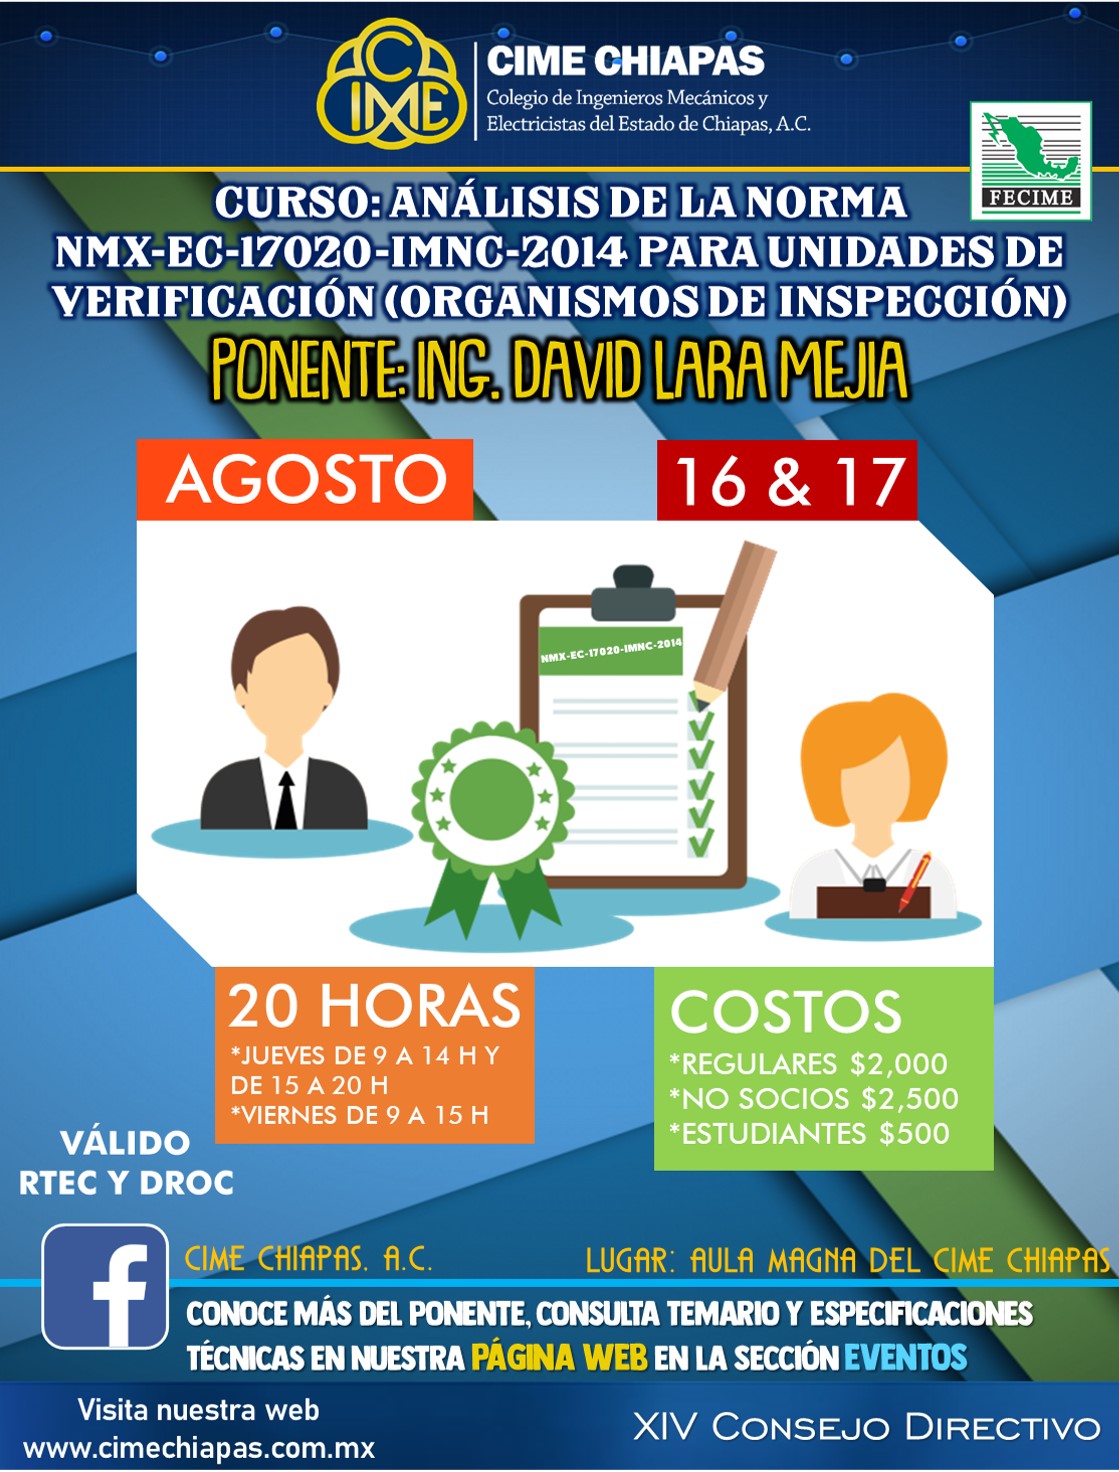 CIME
CIME CHIAPAS
Colegio de Ingenieros Mecánicos y
Electricistas del Estado de Chiapas, A.C.
FECIME
CURSO: ANÁLISIS DE LA NORMA
NMX-EC-17020-IMNC-2014 PARA UNIDADES DE
VERIFICACIÓN (ORGANISMOS DE INSPECCIÓN)
PONENTE: ING. DAVID LARA MEJIA
AGOSTO
16 & 17
NMX-EC-17020-IMNC-2014
20 HORAS
*JUEVES DE 9 A 14 H Y
DE 15 A 20 H
*VIERNES DE 9 A 15 H
COSTOS
*REGULARES $2,000
*NO SOCIOS $2,500
*ESTUDIANTES $500
VÁLIDO
RTEC Y DROC
f
CIME CHIAPAS. A.C.
LUGAR: AULA MAGNA DEL CIME CHIAPAS
CONOCE MÁS DEL PONENTE, CONSULTA TEMARIO Y ESPECIFICACIONES
TÉCNICAS EN NUESTRA PÁGINA WEB EN LA SECCIÓN EVENTOS
Visita nuestra web
www.cimechiapas.com.mx
XIV CONSEJO DIRECTIVO